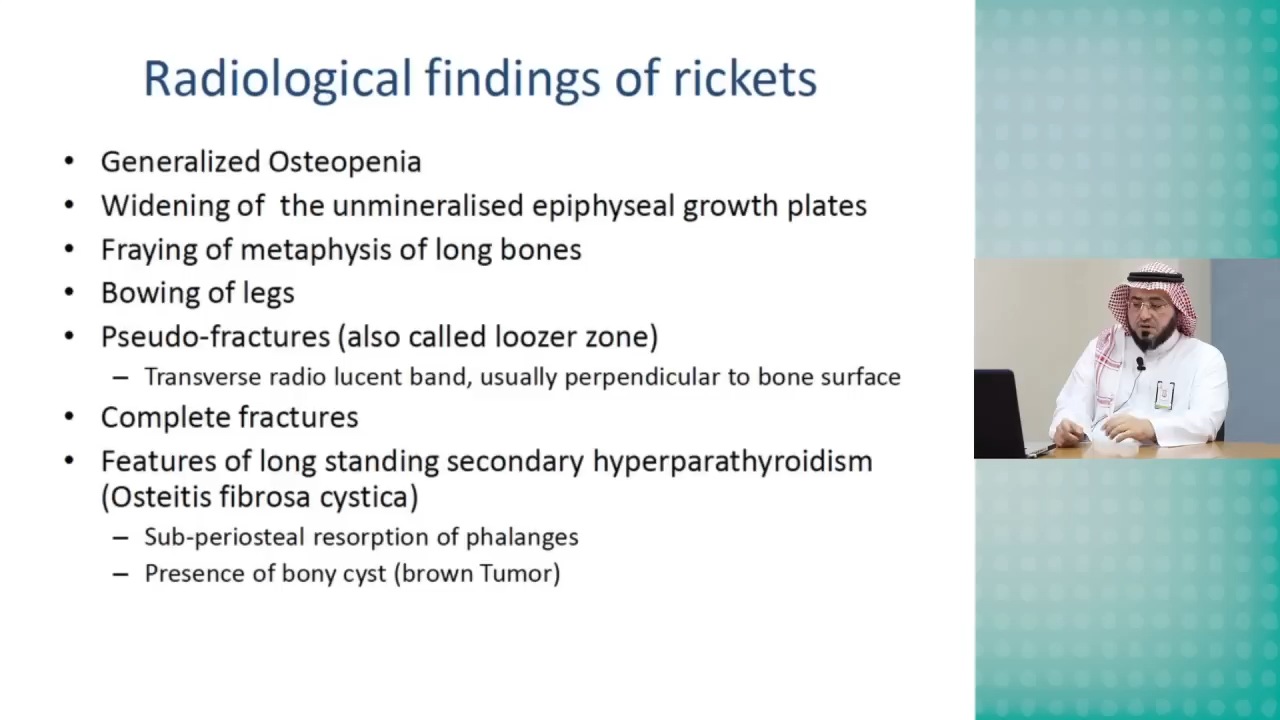 Radiological findings of rickets
• Generalized Osteopenia
• Widening of  the unmineralised epiphyseal growth plates
• Fraying of metaphysis of long bones
• Bowing of legs
• Pseudo-fractures (also called loozer zone)
– Transverse radio lucent band, usually perpendicular to bone surface
• Complete fractures
• Features of long standing secondary hyperparathyroidism
(Osteitis fibrosa cystica)
– Sub-periosteal resorption of phalanges
– Presence of bony cyst (brown Tumor)